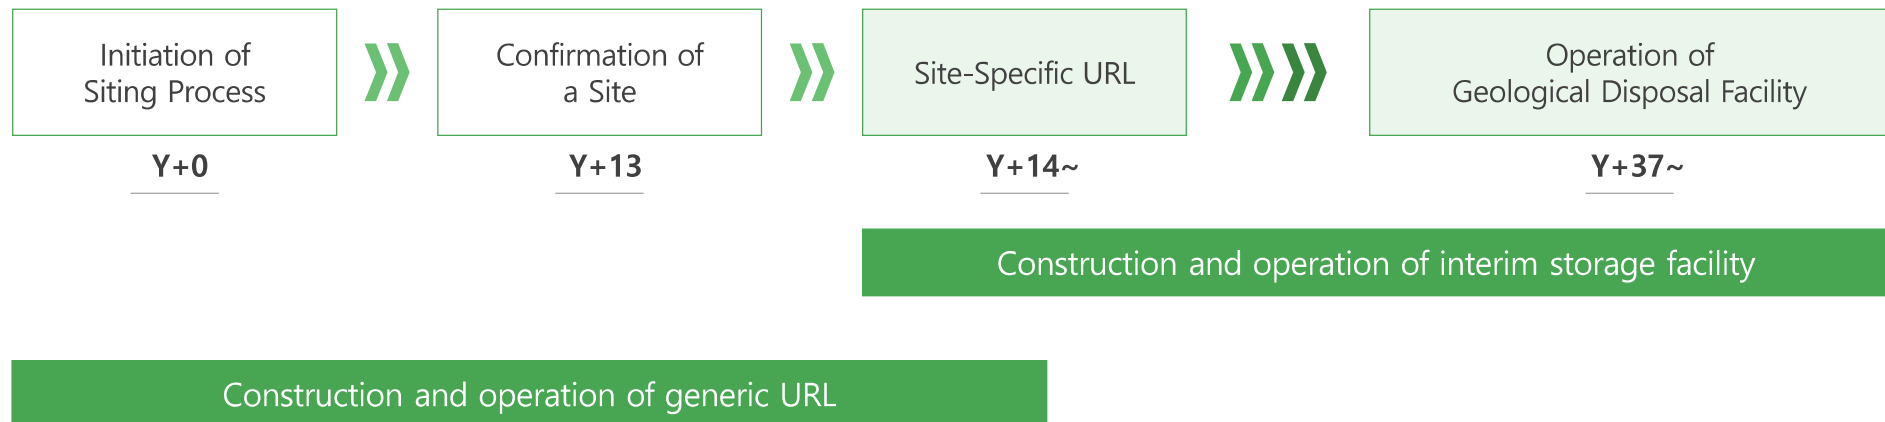 Initiation of
Siting Process
Confirmation of
a Site
Site-Specific URL
Operation of
Geological Disposal Facility
Y+0
Y+13
Y+14~
Y+37~
Construction and operation of interim storage facility
Construction and operation of generic URL